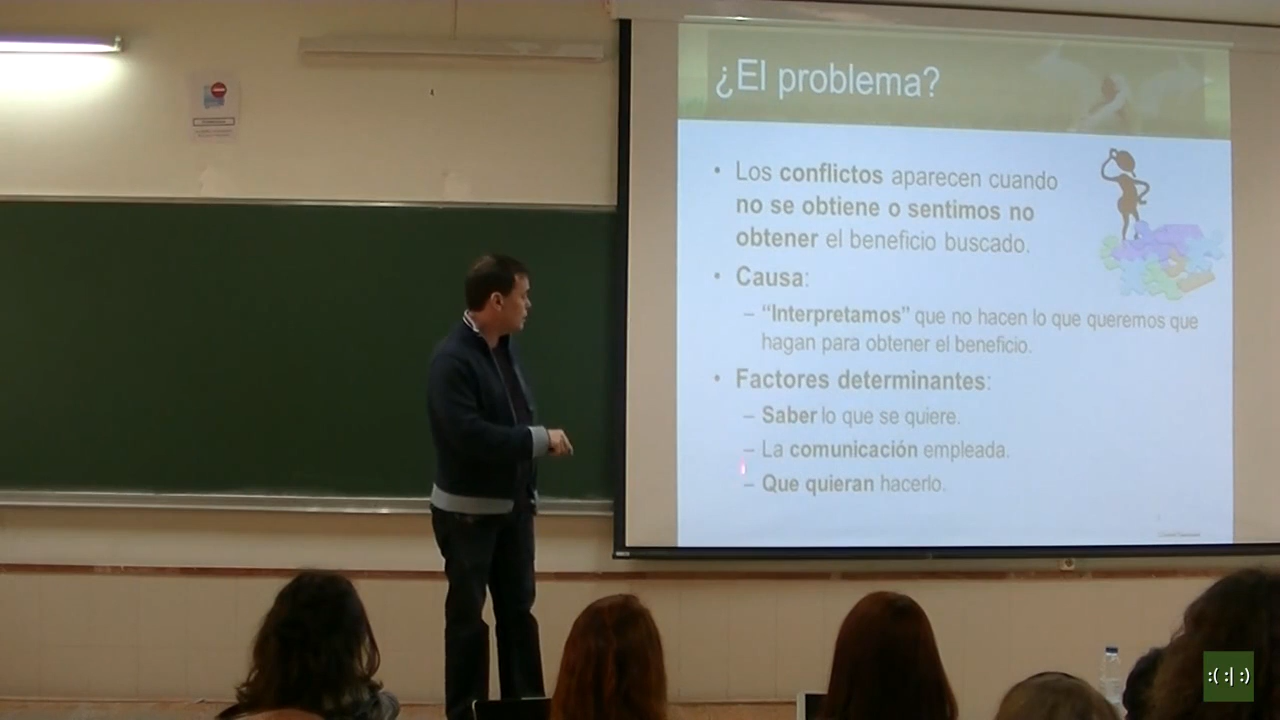 ¿El problema?
• Los conflictos aparecen cuando
no se obtiene o sentimos no
obtener el beneficio buscado.
• Causa:
– “Interpretamos” que no hacen lo que queremos que
hagan para obtener el beneficio.
• Factores determinantes:
– Saber lo que se quiere.
– La comunicación empleada.
– Que quieran hacerlo.
:( :| :)